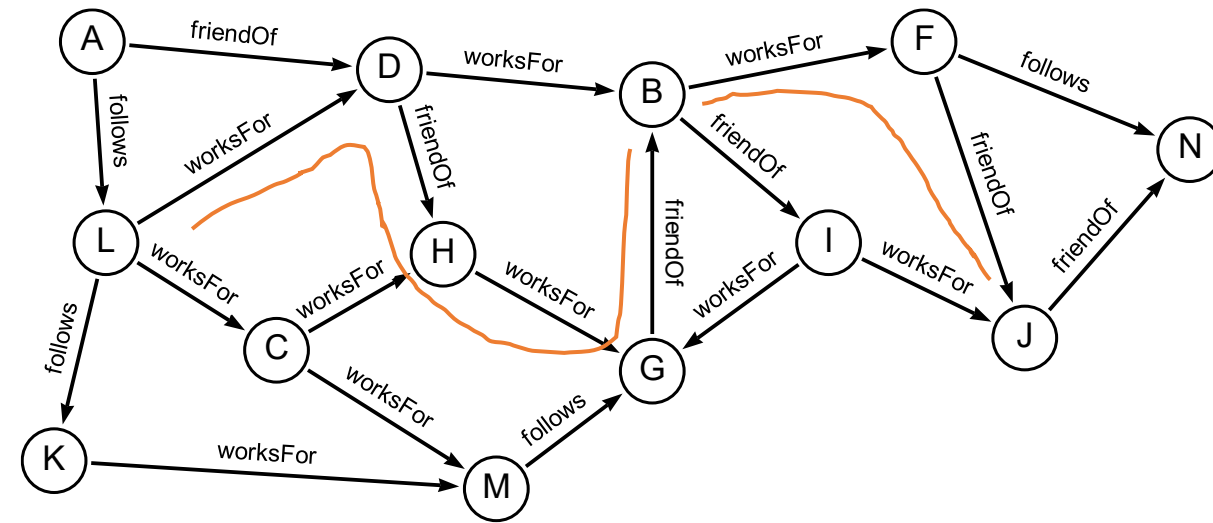 A
friendOf
D
worksFor
B
worksFor
F
follows
N
follows
worksFor
friendOf
friendOf
friendOf
friendOf
L
worksFor
worksFor
H
worksFor
friendOf
worksFor
I
worksFor
follows
C
worksFor
G
follows
J
K
worksFor
M